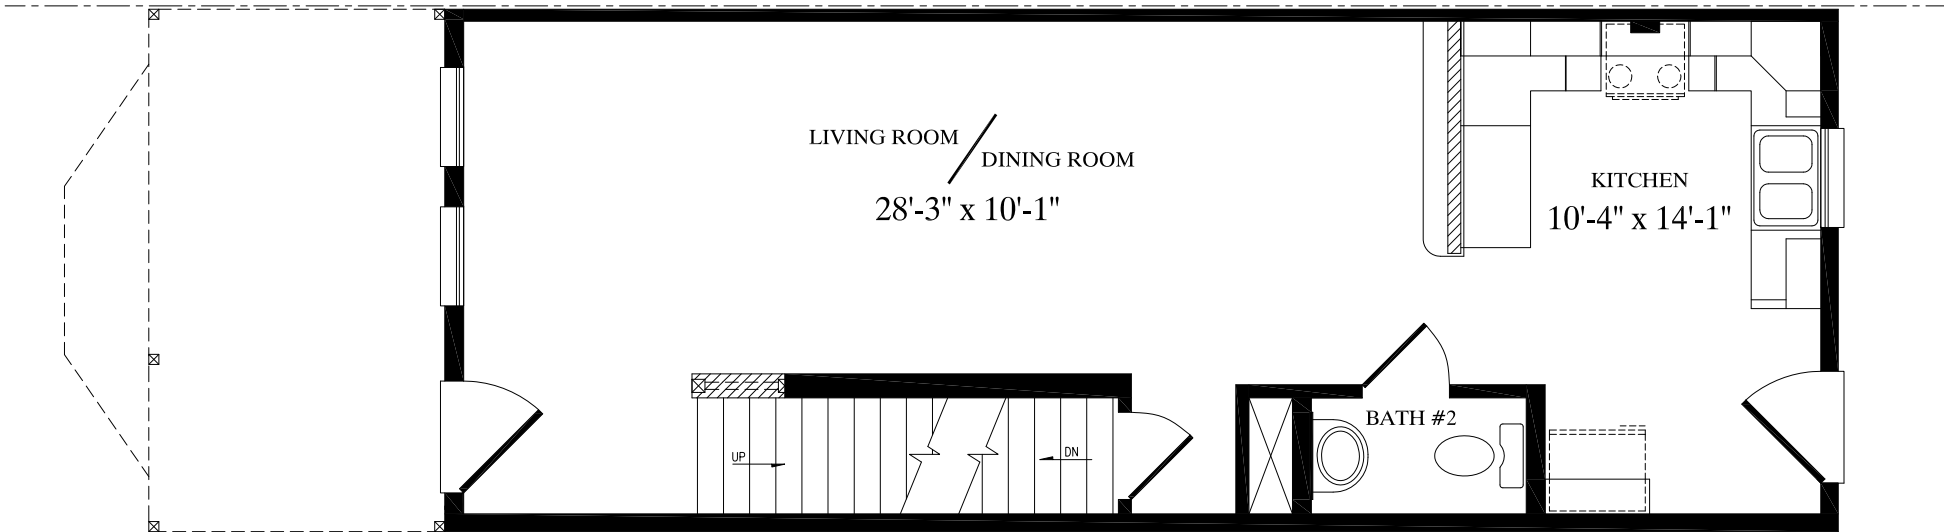 LIVING ROOM
DINING ROOM
28'-3" x 10'-1"
KITCHEN
10'-4" x 14'-1"
BATH #2
UP
DN